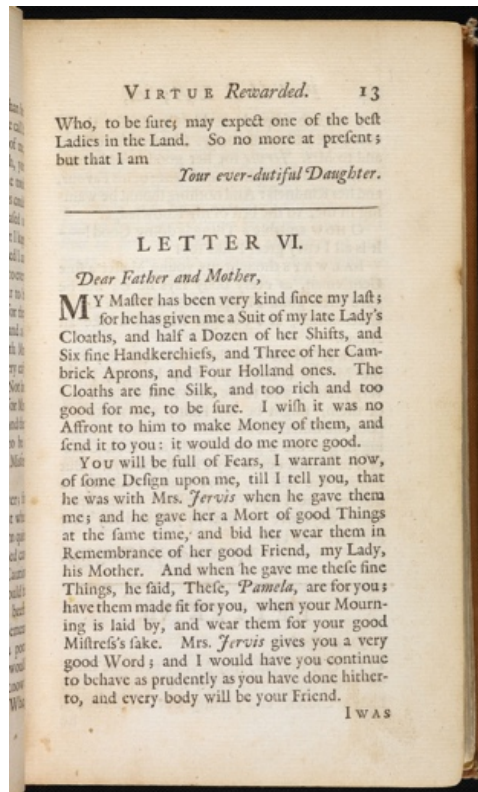 VIRTUE Rewarded. 13
Who, to be ſure; may expect one of the beſt
Ladies in the Land. So no more at preſent;
but that I am
Your ever-dutiful Daughter.
LETTER VI.
Dear Father and Mother,
MY Maſter has been very kind ſince my laſt;
for he has given me a Suit of my late Lady's
Cloaths, and half a Dozen of her Shifts, and
Six fine Handkerchiefs, and Three of her Cam-
brick Aprons, and Four Holland ones. The
Cloaths are fine Silk, and too rich and too
good for me, to be ſure. I wiſh it was no
Affront to him to make Money of them, and
ſend it to you: it would do me more good.
YOU will be full of Fears, I warrant now,
of ſome Deſign upon me, till I tell you, that
he was with Mrs. Jervis when he gave them
me; and he gave her a Mort of good Things
at the ſame time, and bid her wear them in
Remembrance of her good Friend, my Lady,
his Mother. And when he gave me theſe fine
Things, he ſaid, Theſe, Pamela, are for you;
have them made fit for you, when your Mourn-
ing is laid by, and wear them for your good
Miſtreſs's ſake. Mrs. Jervis gives you a very
good Word; and I would have you continue
to behave as prudently as you have done hither-
to, and every body will be your Friend.
I WAS